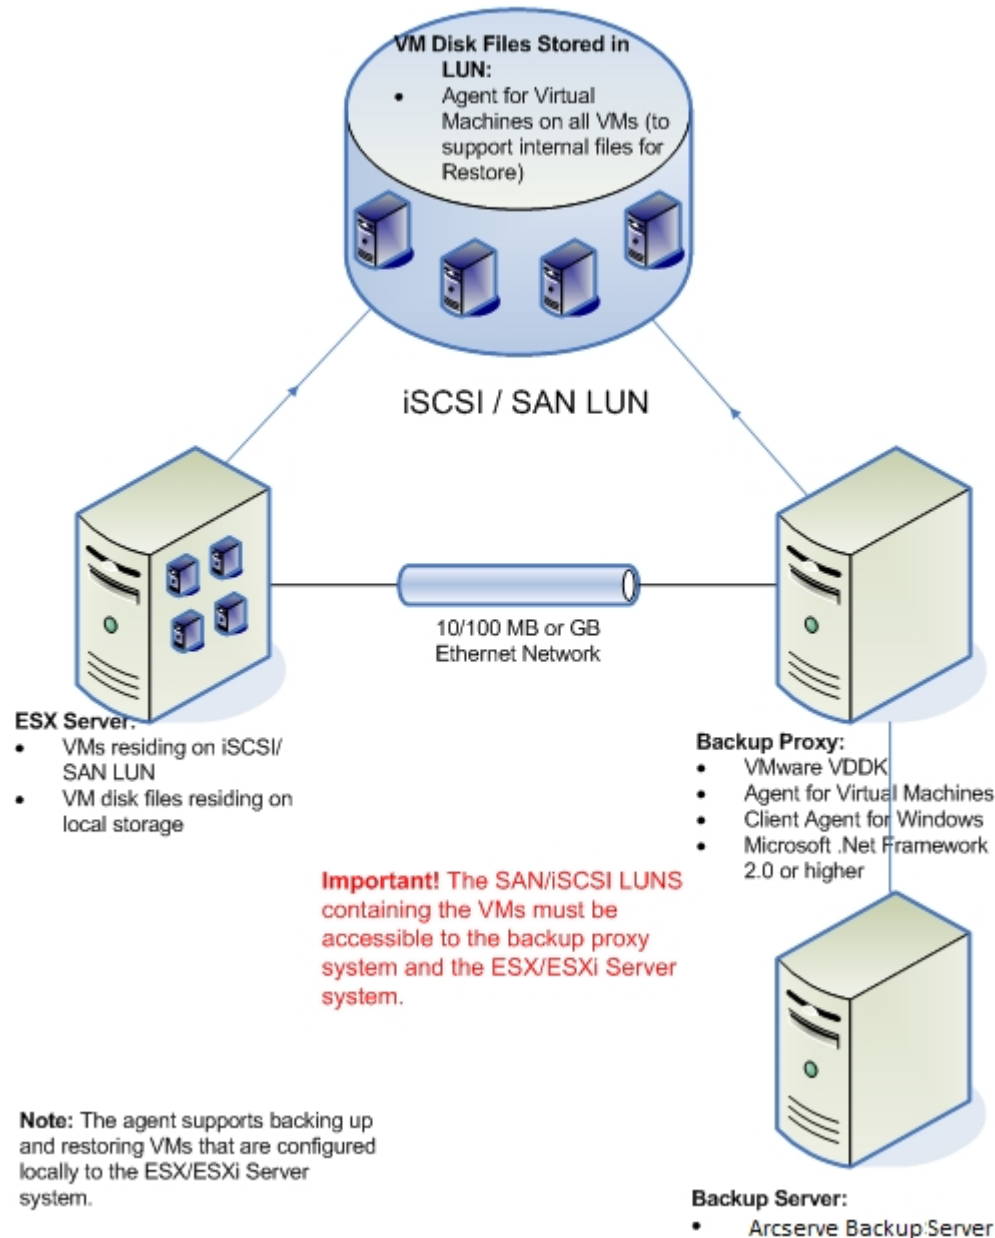 VM Disk Files Stored in
LUN:
• Agent for Virtual
Machines on all VMs (to
support internal files for
Restore)
iSCSI / SAN LUN
10/100 MB or GB
Ethernet Network
ESX Server:
• VMs residing on iSCSI/
SAN LUN
• VM disk files residing on
local storage
Backup Proxy:
• VMware VDDK
• Agent for Virtual Machines
• Client Agent for Windows
• Microsoft .Net Framework
2.0 or higher
Important! The SAN/iSCSI LUNS
containing the VMs must be
accessible to the backup proxy
system and the ESX/ESXi Server
system.
Note: The agent supports backing up
and restoring VMs that are configured
locally to the ESX/ESXi Server
system.
Backup Server:
• Arcserve Backup Server